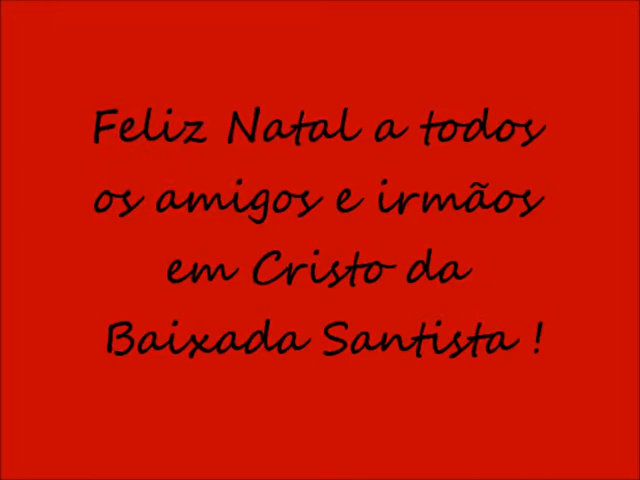 Feliz Natal a todos
os amigos e irmãos
em Cristo da
Baixada Santista !